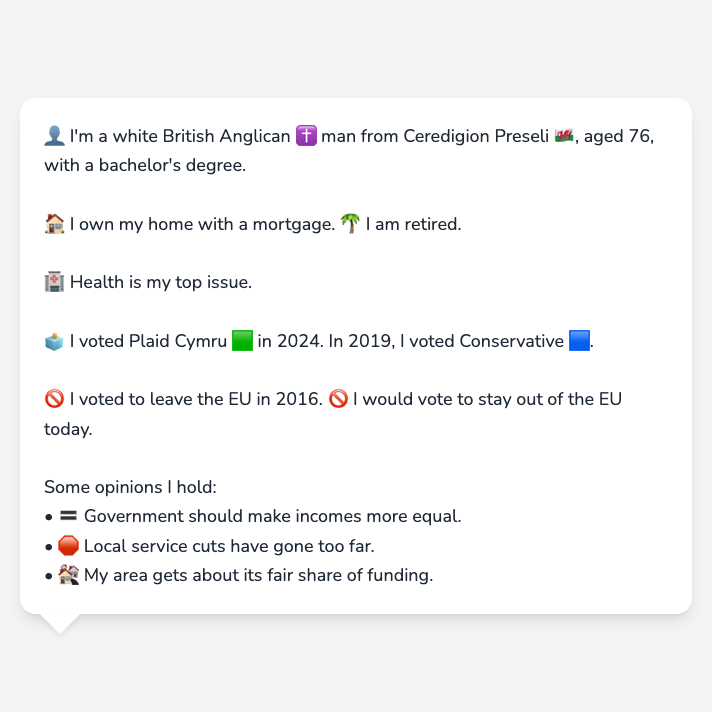 👤 I'm a white British Anglican ✝️ man from Ceredigion Preseli 🏴󠁧󠁢󠁷󠁬󠁳󠁿, aged 76,
with a bachelor's degree.
🏠 I own my home with a mortgage. 🌴 I am retired.
🏥 Health is my top issue.
🗳️ I voted Plaid Cymru 🟩 in 2024. In 2019, I voted Conservative 🟦.
🚫 I voted to leave the EU in 2016. 🚫 I would vote to stay out of the EU
today.
Some opinions I hold:
• 🟰 Government should make incomes more equal.
• 🛑 Local service cuts have gone too far.
• 🏘️ My area gets about its fair share of funding.